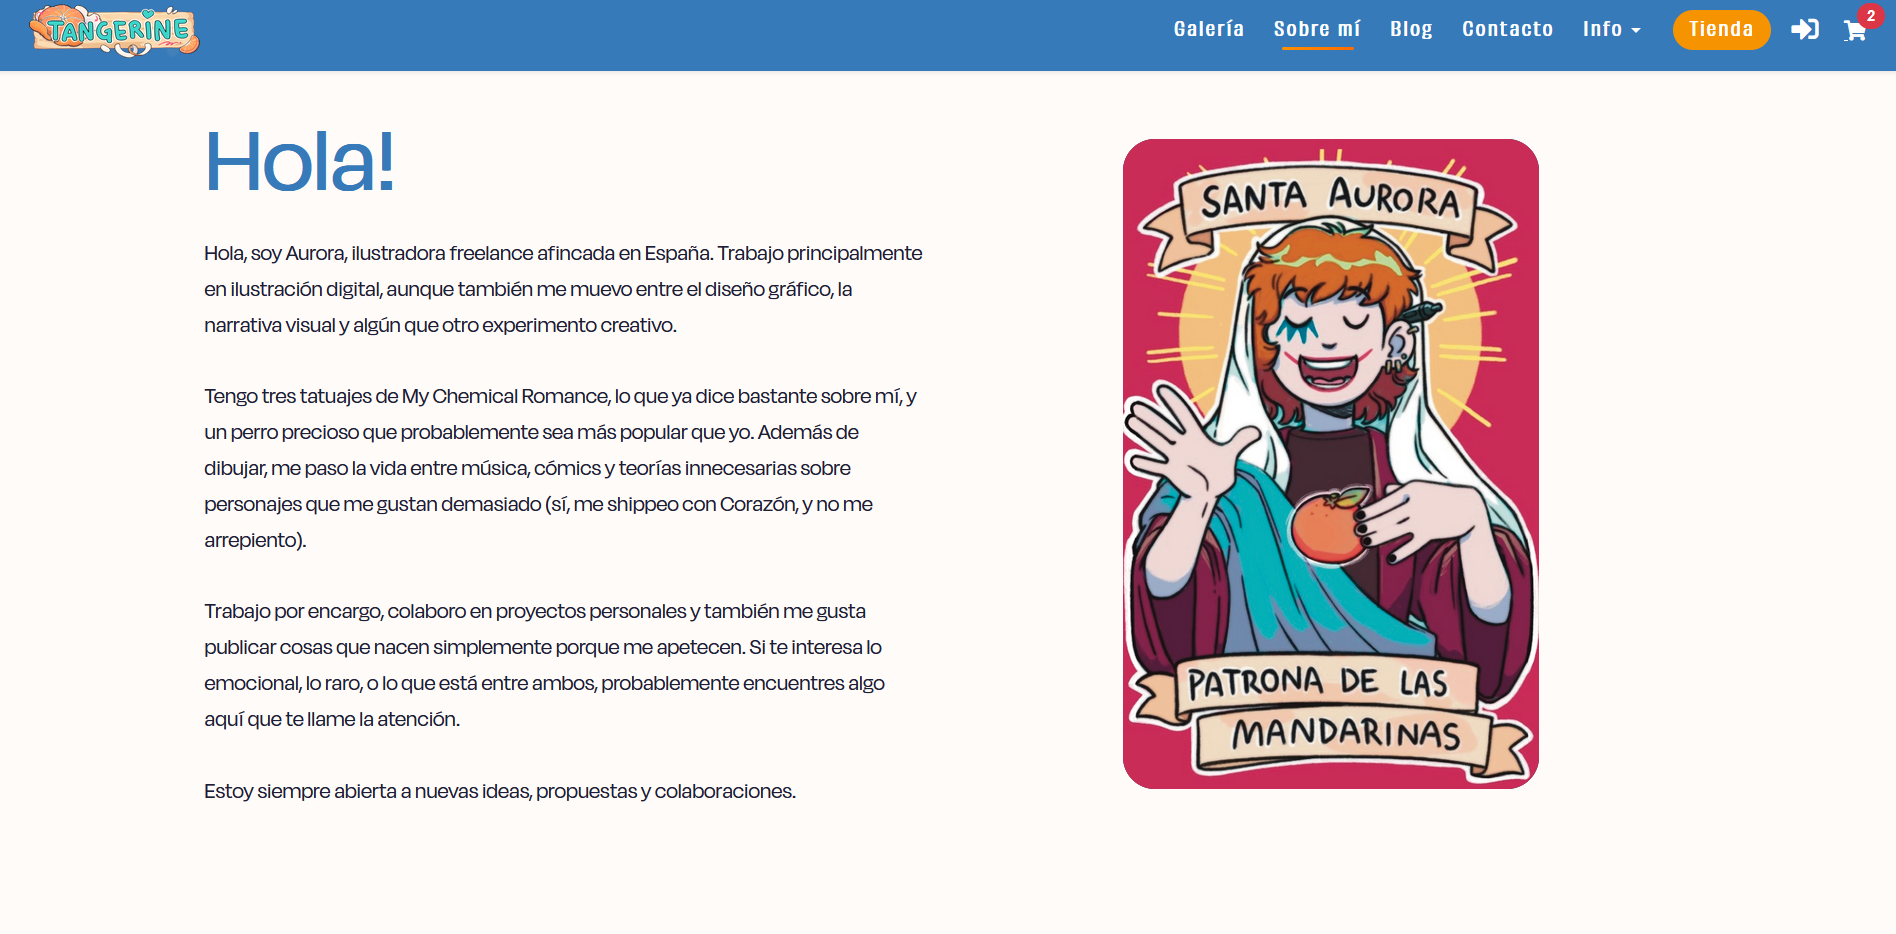 TANGERINE
Galería Sobre mí Blog Contacto Info Tienda 2
Hola!
Hola, soy Aurora, ilustradora freelance afincada en España. Trabajo principalmente
en ilustración digital, aunque también me muevo entre el diseño gráfico, la
narrativa visual y algún que otro experimento creativo.
Tengo tres tatuajes de My Chemical Romance, lo que ya dice bastante sobre mí, y
un perro precioso que probablemente sea más popular que yo. Además de
dibujar, me paso la vida entre música, cómics y teorías innecesarias sobre
personajes que me gustan demasiado (sí, me shippeo con Corazón, y no me
arrepiento).
Trabajo por encargo, colaboro en proyectos personales y también me gusta
publicar cosas que nacen simplemente porque me apetecen. Si te interesa lo
emocional, lo raro, o lo que está entre ambos, probablemente encuentres algo
aquí que te llame la atención.
Estoy siempre abierta a nuevas ideas, propuestas y colaboraciones.
SANTA AURORA
PATRONA DE LAS
MANDARINAS